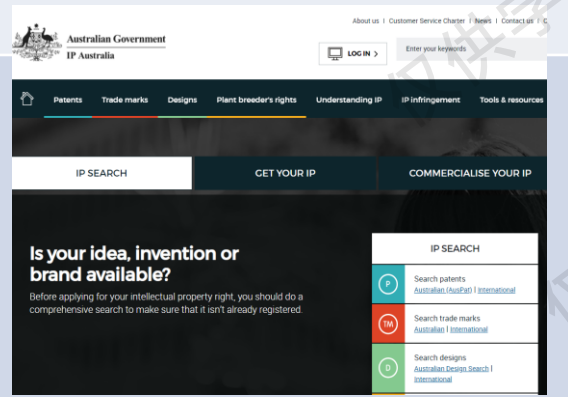 About us | Customer Service Charter | News | Contact us | C
Australian Government
IP Australia
LOG IN >
Enter your keywords
Patents Trade marks Designs Plant breeder's rights Understanding IP IP infringement Tools & resources
IP SEARCH GET YOUR IP COMMERCIALISE YOUR IP
Is your idea, invention or
brand available?
Before applying for your intellectual property right, you should do a
comprehensive search to make sure that it isn't already registered.
IP SEARCH
P
Search patents
Australian (AusPat) | International
TM
Search trade marks
Australian | International
D
Search designs
Australian Design Search |
International
仅供学